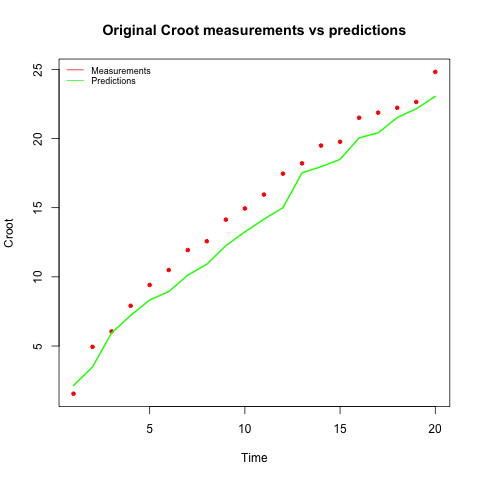 Original Croot measurements vs predictions
Measurements
Predictions
25
20
15
10
5
Croot
5
10
15
20
Time